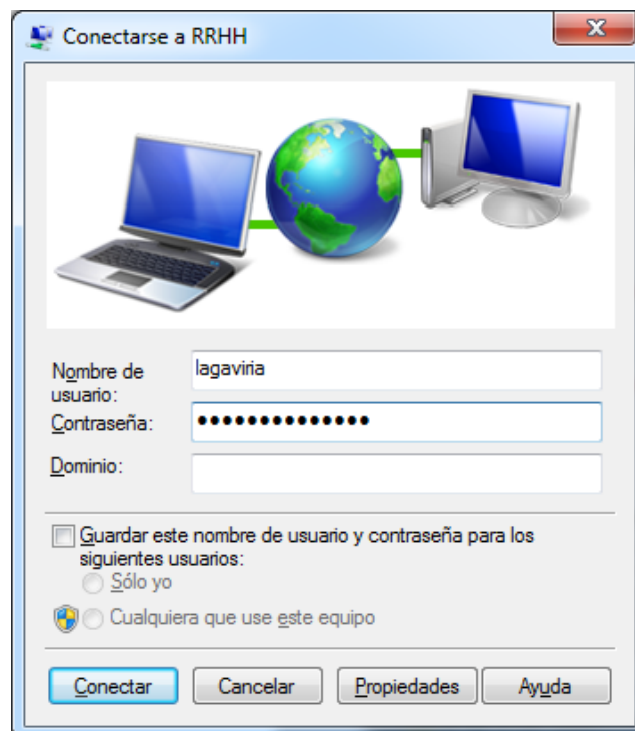 Conectarse a RRHH
Nombre de
usuario:
lagaviria
Contraseña:
••••••••••••••
Dominio:
Guardar este nombre de usuario y contraseña para los
siguientes usuarios:
Sólo yo
Cualquiera que use este equipo
Conectar
Cancelar
Propiedades
Ayuda